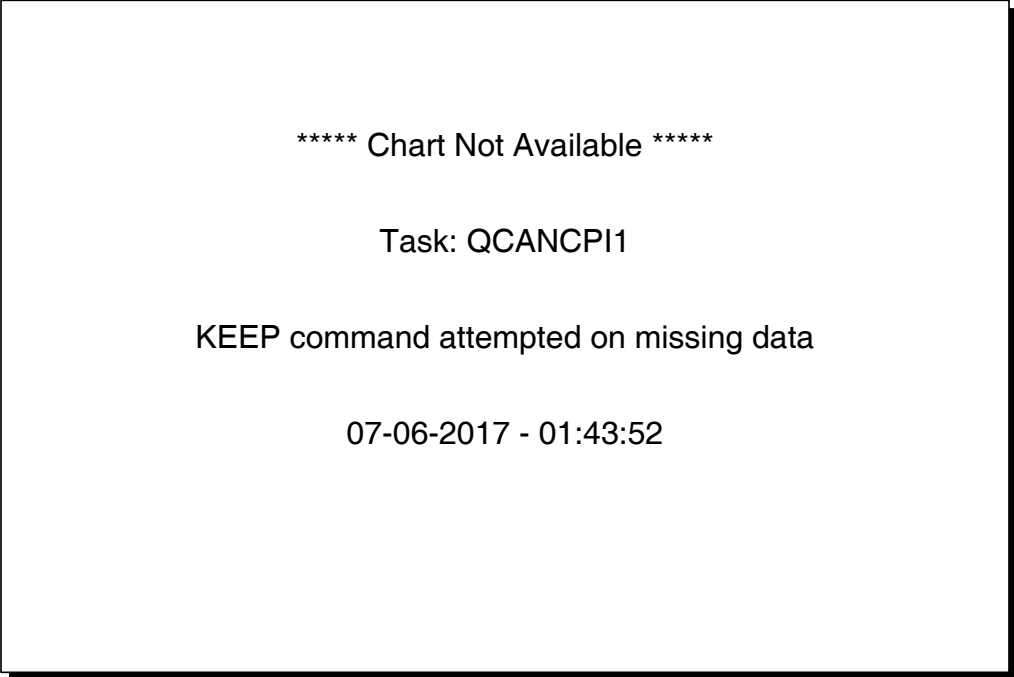 ***** Chart Not Available *****
Task: QCANCPI1
KEEP command attempted on missing data
07-06-2017 - 01:43:52